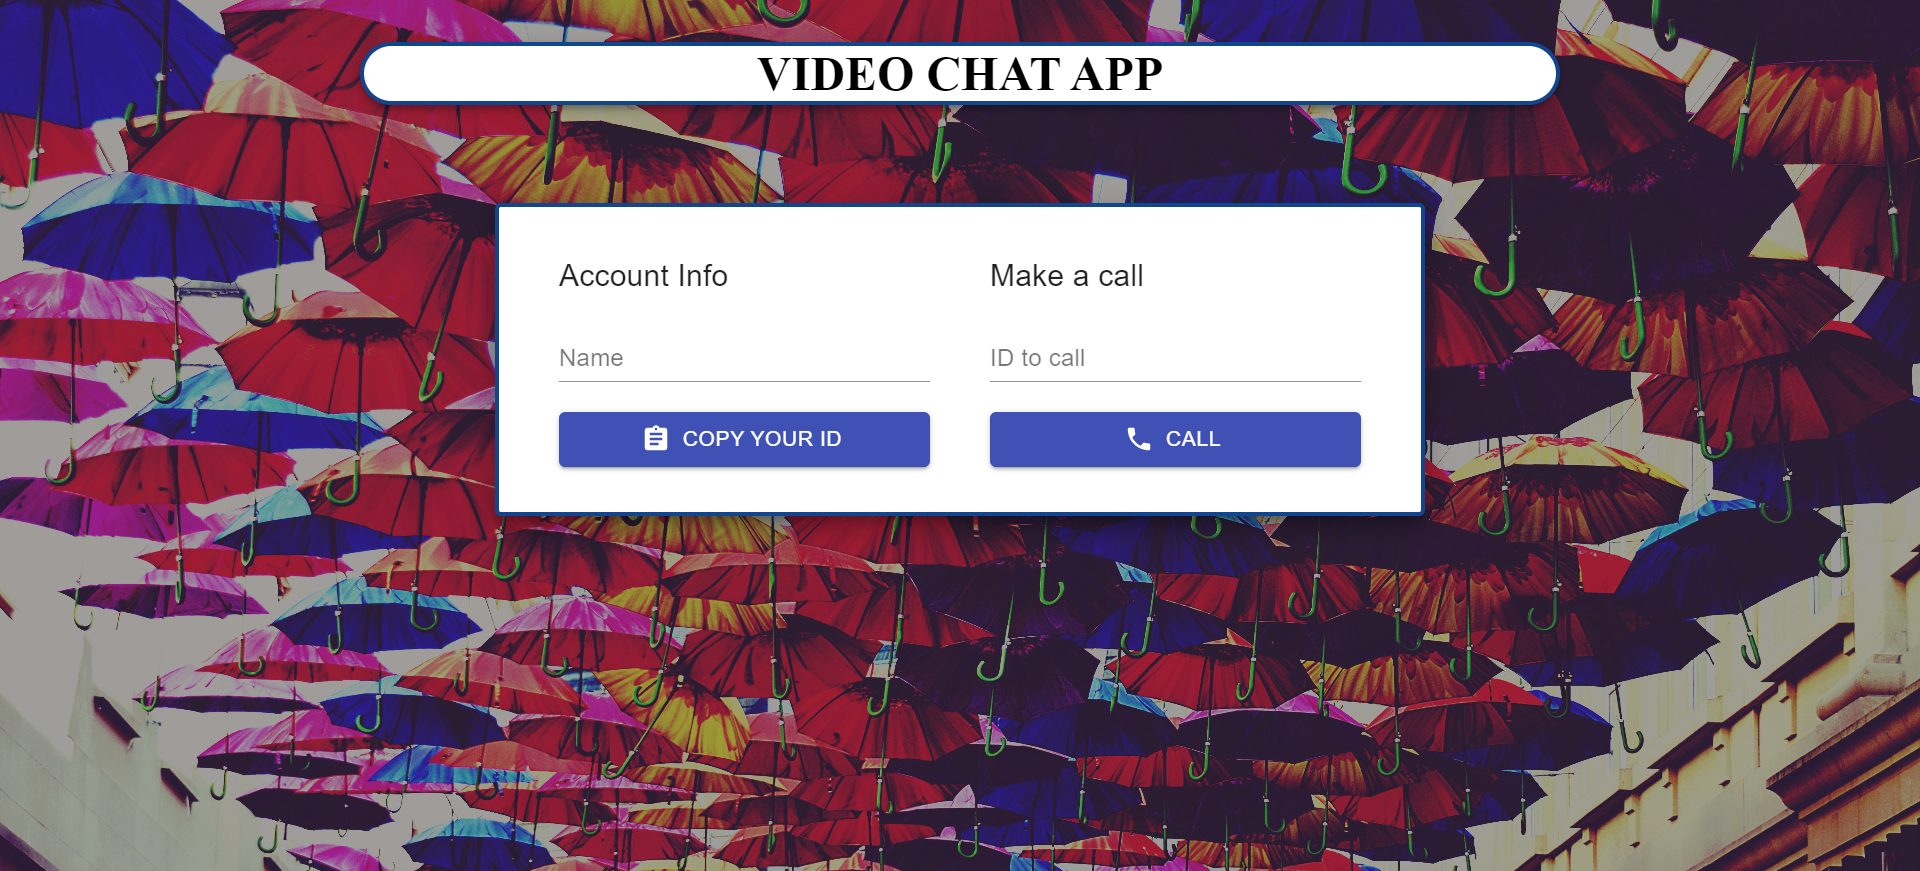 VIDEO CHAT APP
Account Info
Name
COPY YOUR ID
Make a call
ID to call
CALL